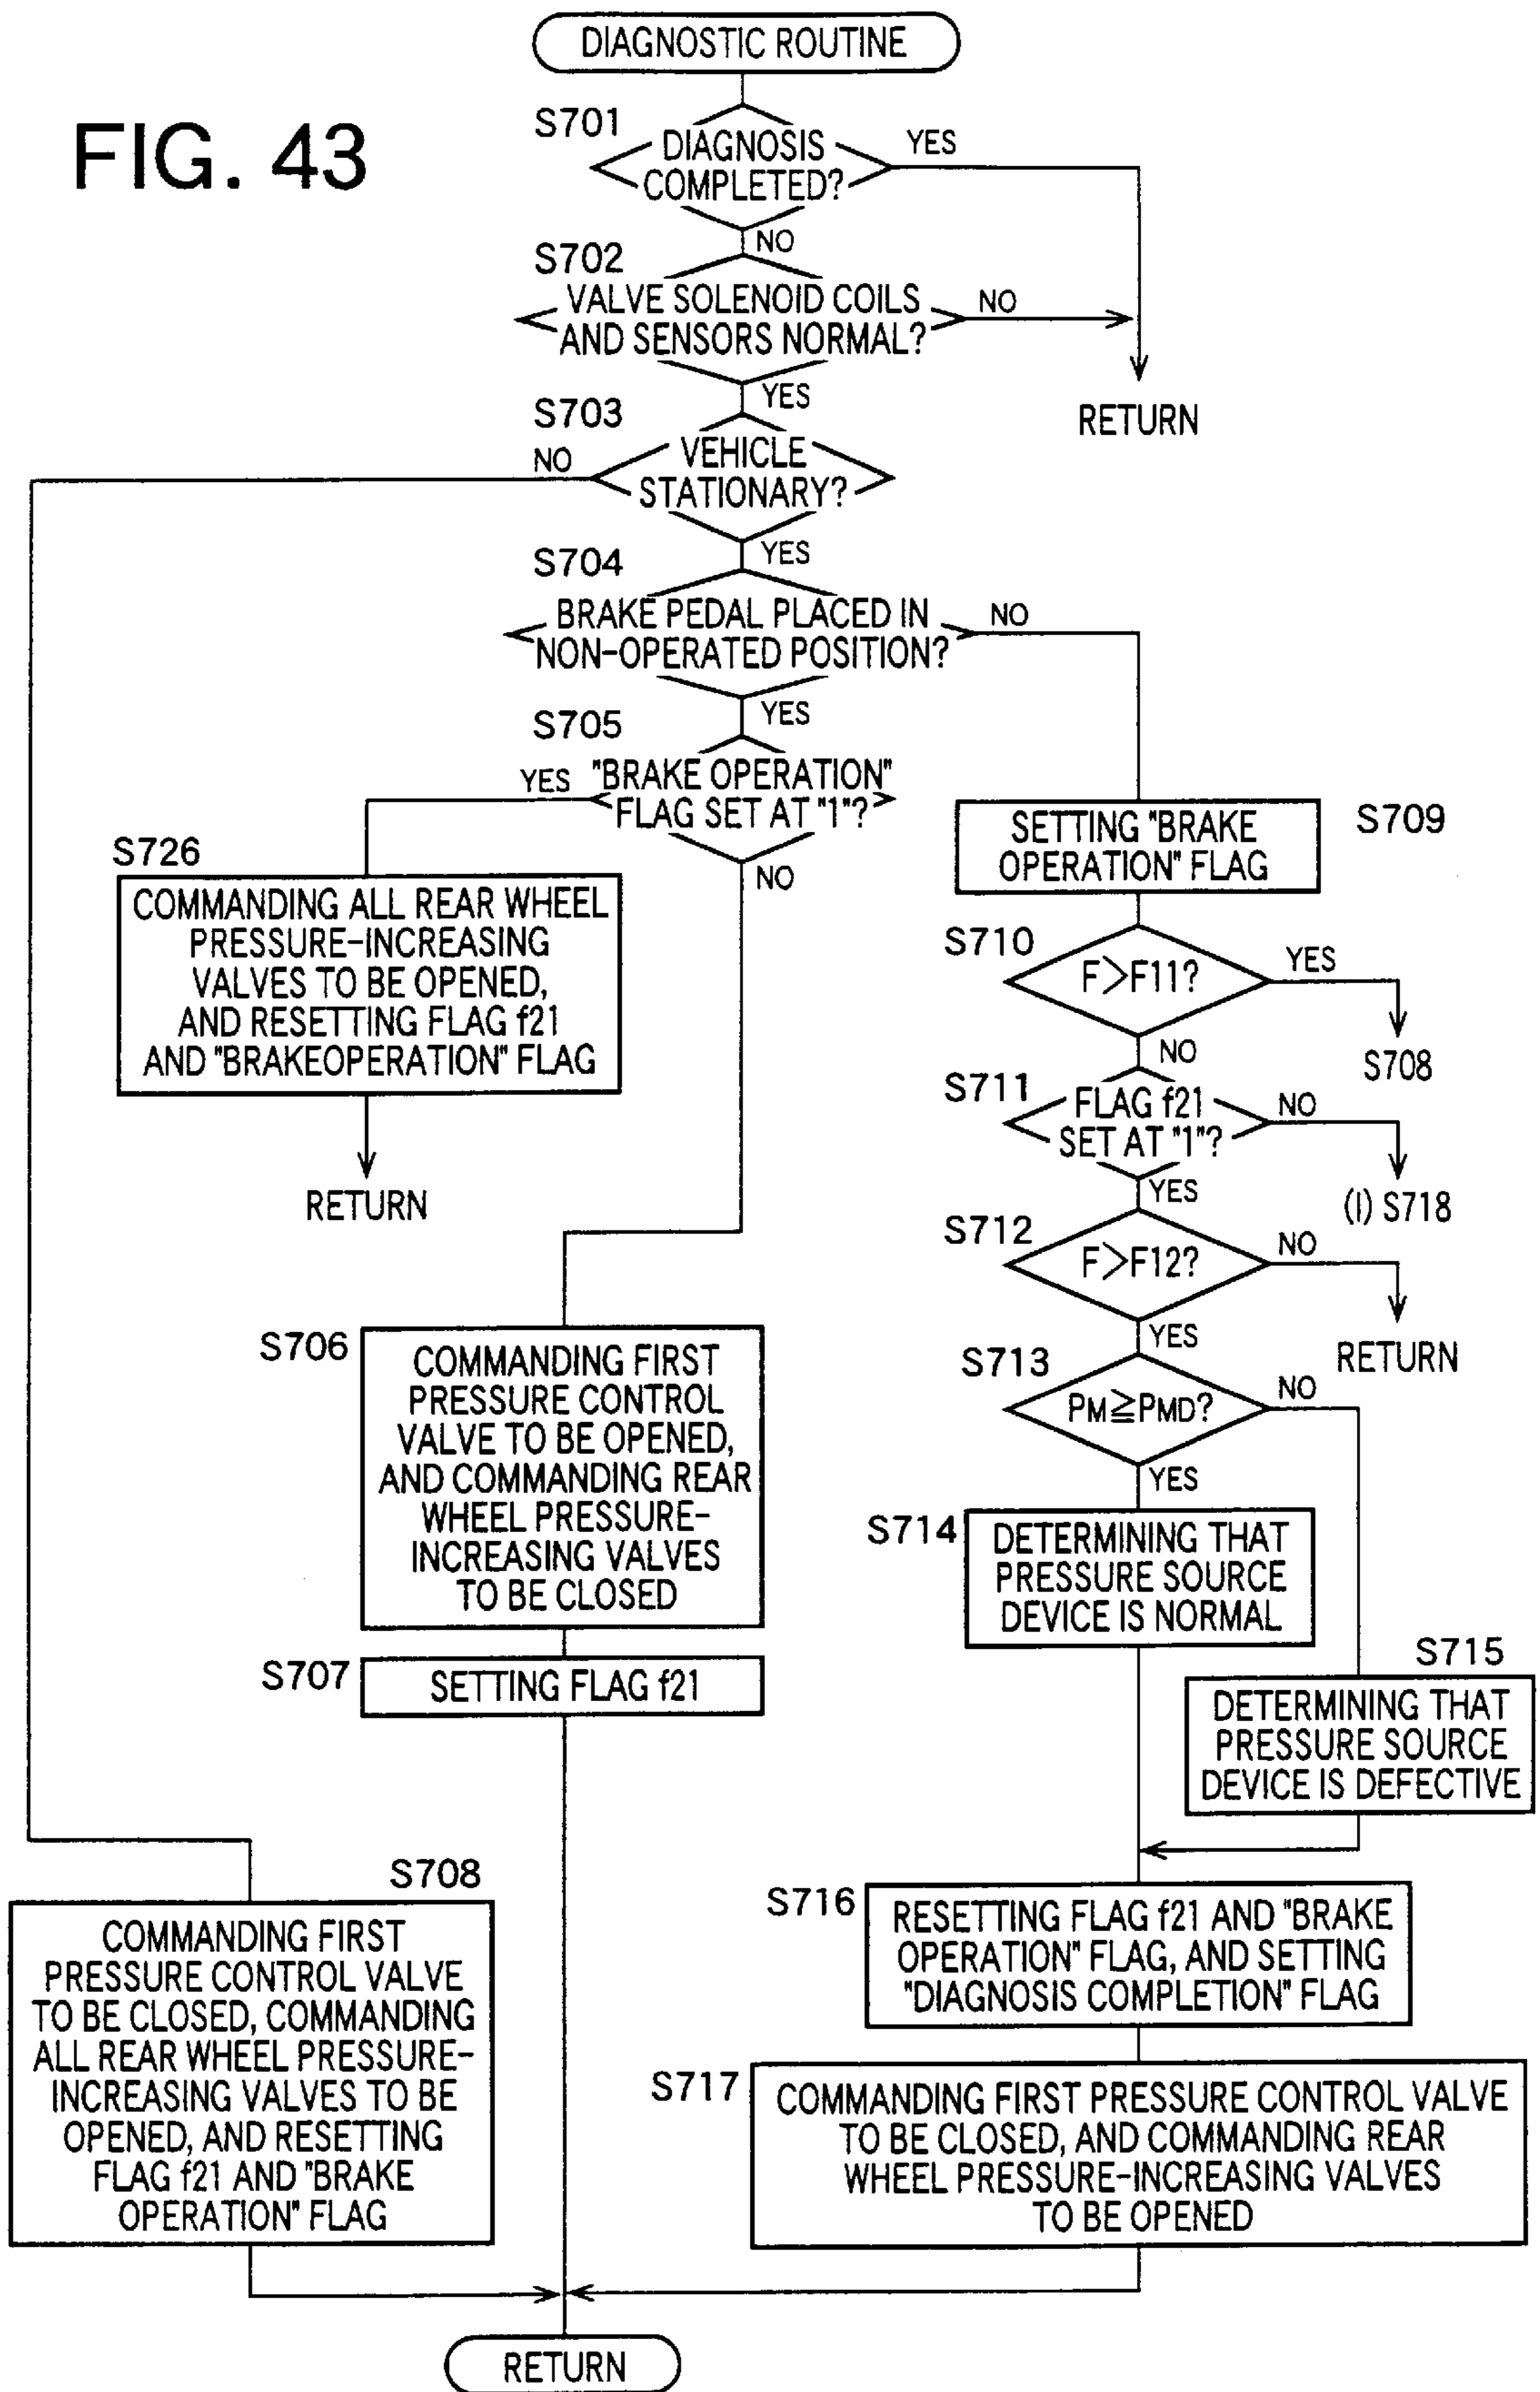 DIAGNOSTIC ROUTINE
FIG. 43
S701
DIAGNOSIS
COMPLETED?
YES
NO
S702
VALVE SOLENOID COILS
AND SENSORS NORMAL?
NO
YES
RETURN
S703
VEHICLE
STATIONARY?
NO
YES
S704
BRAKE PEDAL PLACED IN
NON-OPERATED POSITION?
NO
YES
S705
"BRAKE OPERATION"
FLAG SET AT "1"?
YES
NO
S726
COMMANDING ALL REAR WHEEL
PRESSURE-INCREASING
VALVES TO BE OPENED,
AND RESETTING FLAG f21
AND "BRAKEOPERATION" FLAG
RETURN
S706
COMMANDING FIRST
PRESSURE CONTROL
VALVE TO BE OPENED,
AND COMMANDING REAR
WHEEL PRESSURE-
INCREASING VALVES
TO BE CLOSED
S707
SETTING FLAG f21
S708
COMMANDING FIRST
PRESSURE CONTROL VALVE
TO BE CLOSED, COMMANDING
ALL REAR WHEEL PRESSURE-
INCREASING VALVES TO BE
OPENED, AND RESETTING
FLAG f21 AND "BRAKE
OPERATION" FLAG
S709
SETTING "BRAKE
OPERATION" FLAG
S710
F>F11?
YES
S708
NO
S711
FLAG f21
SET AT "1"?
NO
(I) S718
YES
S712
F>F12?
NO
RETURN
YES
S713
PM≧PMD?
NO
YES
S714
DETERMINING THAT
PRESSURE SOURCE
DEVICE IS NORMAL
S715
DETERMINING THAT
PRESSURE SOURCE
DEVICE IS DEFECTIVE
S716
RESETTING FLAG f21 AND "BRAKE
OPERATION" FLAG, AND SETTING
"DIAGNOSIS COMPLETION" FLAG
S717
COMMANDING FIRST PRESSURE CONTROL VALVE
TO BE CLOSED, AND COMMANDING REAR
WHEEL PRESSURE-INCREASING VALVES
TO BE OPENED
RETURN